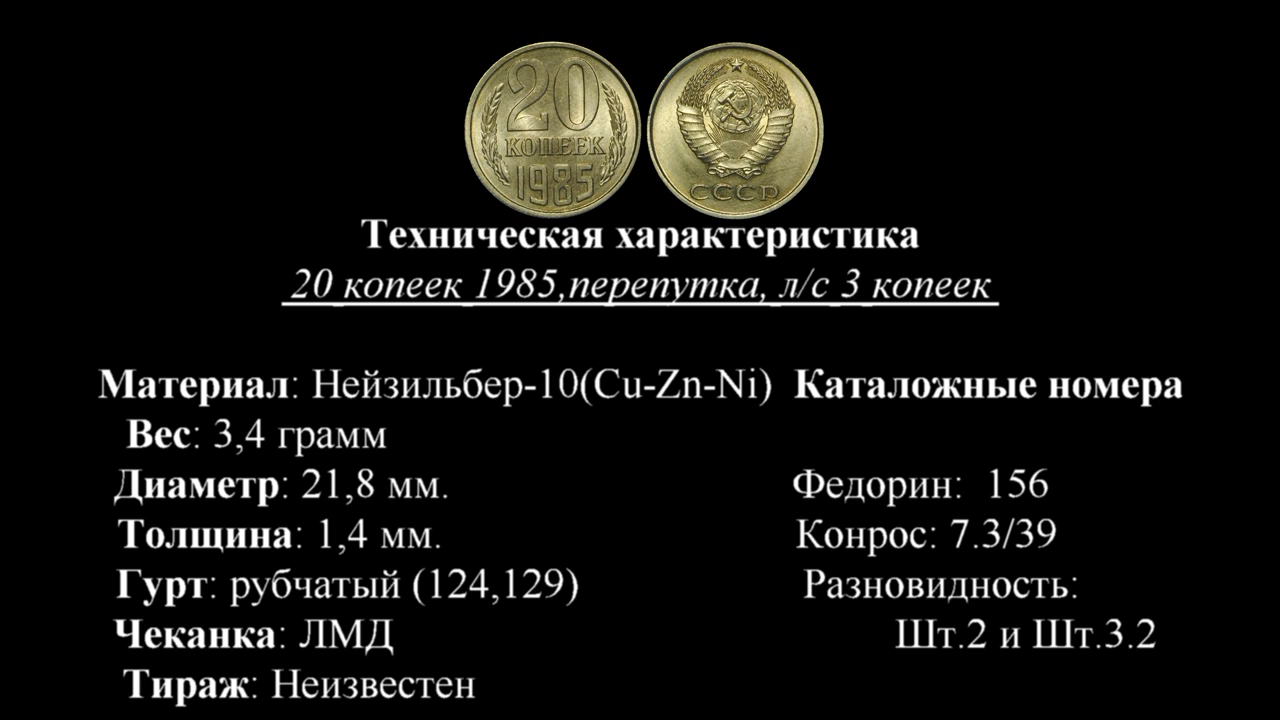 20
КОПЕЕК
1985
СССР
Техническая характеристика
20 копеек 1985,перепутка, л/с 3 копеек
Материал: Нейзильбер-10(Cu-Zn-Ni) Каталожные номера
Вес: 3,4 грамм
Диаметр: 21,8 мм. Федорин: 156
Толщина: 1,4 мм. Конрос: 7.3/39
Гурт: рубчатый (124,129) Разновидность:
Чеканка: ЛМД Шт.2 и Шт.3.2
Тираж: Неизвестен